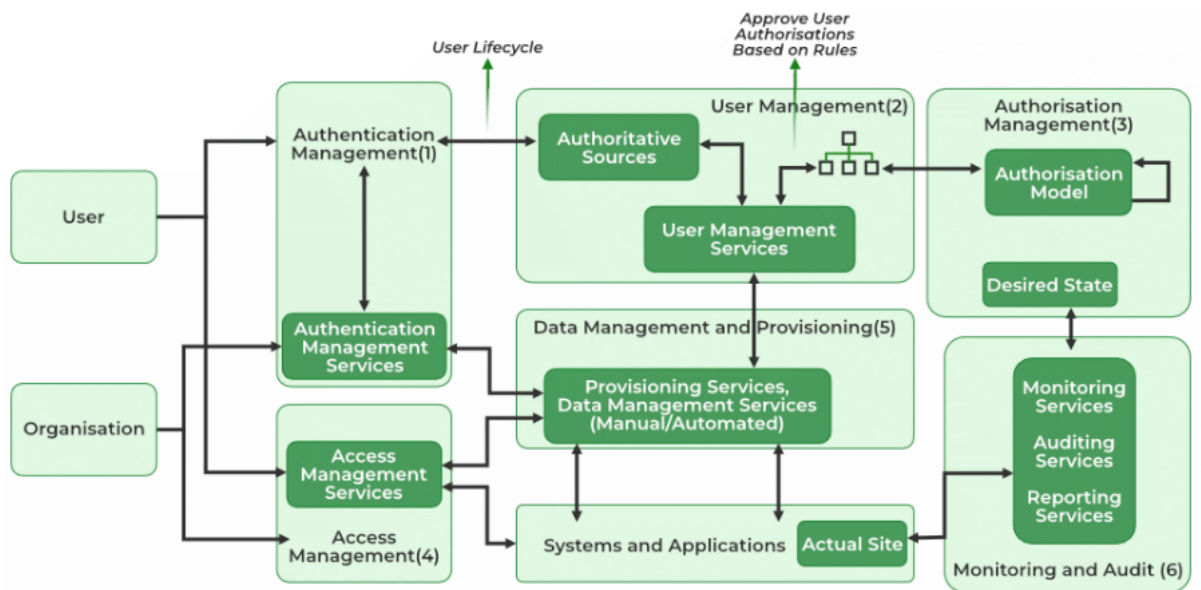 User Lifecycle
Approve User
Authorisations
Based on Rules
User
Organisation
Authentication
Management(1)
Authentication
Management
Services
Access
Management
Services
Access
Management(4)
User Management(2)
Authoritative
Sources
User Management
Services
Data Management and Provisioning(5)
Provisioning Services,
Data Management Services
(Manual/Automated)
Systems and Applications
Actual Site
Authorisation
Management(3)
Authorisation
Model
Desired State
Monitoring
Services
Auditing
Services
Reporting
Services
Monitoring and Audit (6)